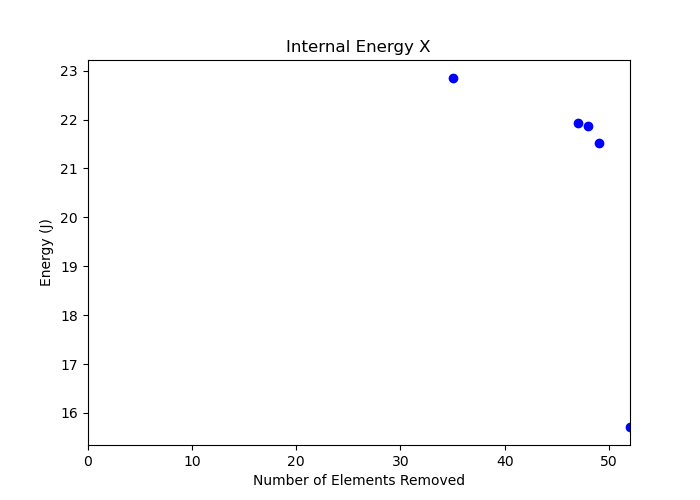 Internal Energy X
23
22
21
20
19
18
17
16
Energy (J)
0 10 20 30 40 50
Number of Elements Removed